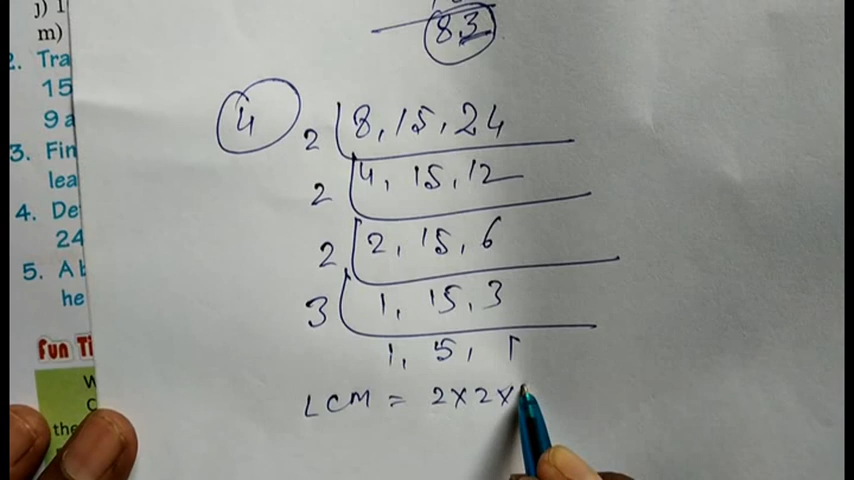 j) 1
m)
2. Tra
15
9 a
3. Fin
lea
4. De
24
5. A b
he
Fun Ti
W
the
83
4
2 8, 15, 24
2 4, 15, 12
2 2, 15, 6
3 1, 15, 3
1, 5, 1
LCM = 2×2×